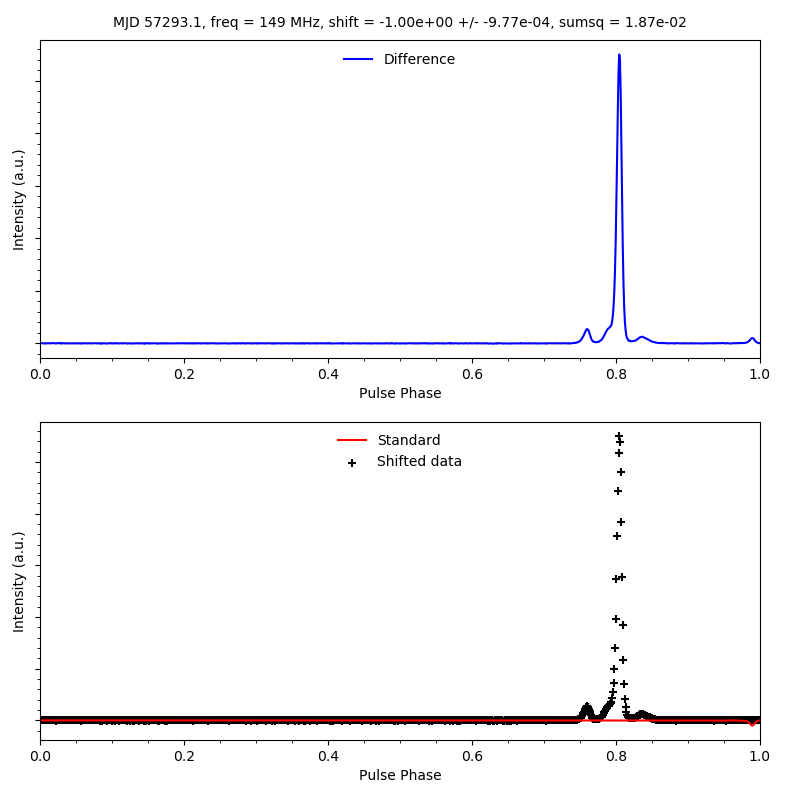 MJD 57293.1, freq = 149 MHz, shift = -1.00e+00 +/- -9.77e-04, sumsq = 1.87e-02
Difference
Intensity (a.u.)
0.0 0.2 0.4 0.6 0.8 1.0
Pulse Phase
Standard
Shifted data
Intensity (a.u.)
0.0 0.2 0.4 0.6 0.8 1.0
Pulse Phase